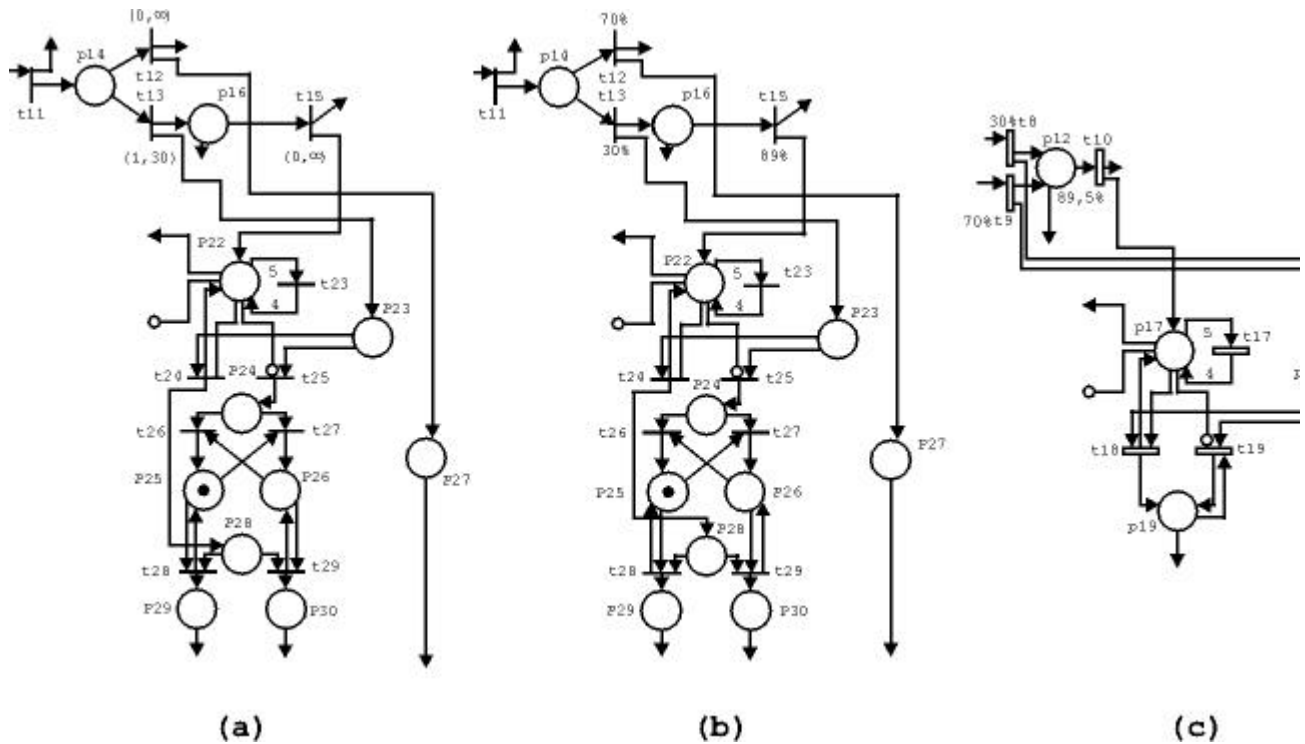 [0,∞)
p14
t12
t13
p16
t15
t11
(1,30)
(0,∞)
P22
5
t23
4
P23
t24
P24
t25
t26
t27
P25
P26
P27
P28
t28
t29
P29
P30
(a)
70%
p14
t12
t13
p16
t15
t11
30%
89%
P22
5
t23
4
P23
t24
P24
t25
t26
t27
P25
P26
P27
P28
t28
t29
P29
P30
(b)
30%t8
p12
t10
89,5%
70%t9
p17
5
t17
4
t18
t19
p19
(c)